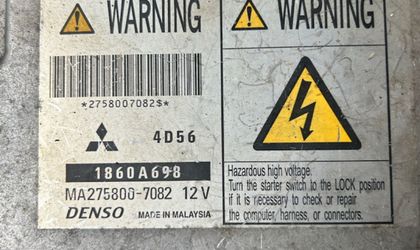 WARNING
*2758007082$*
4D56
1860A698
MA275800-7082 12V
DENSO MADE IN MALAYSIA
WARNING
Hazardous high voltage.
Turn the starter switch to the LOCK position
if it is necessary to check or repair
the computer, harness, or connectors.